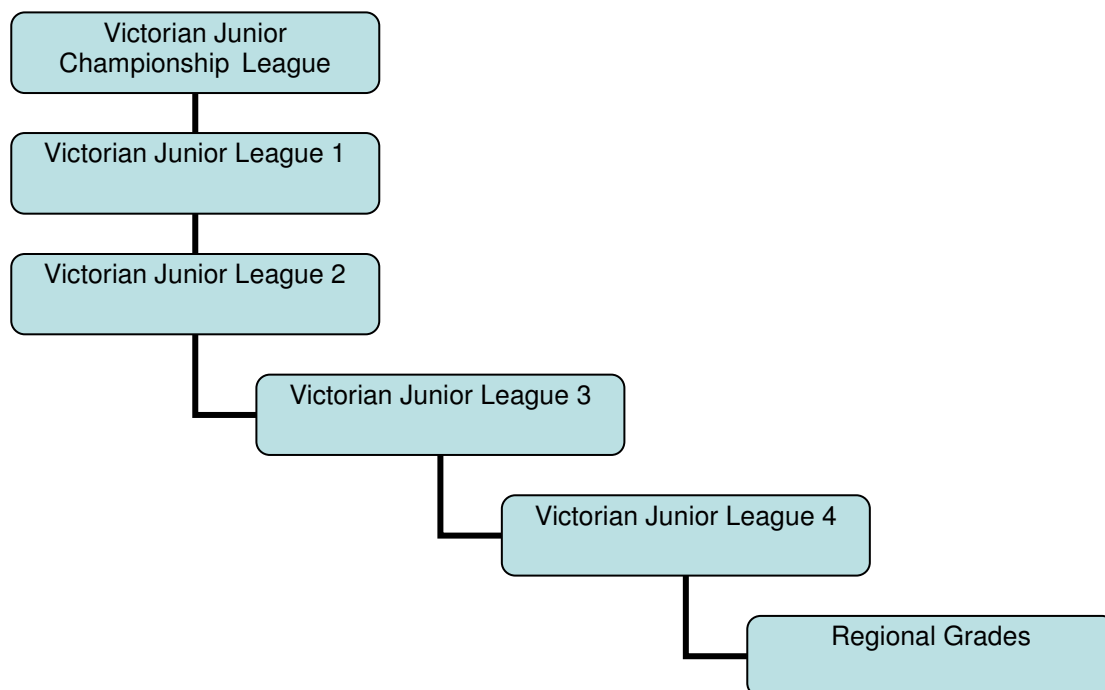 Victorian Junior
Championship League
Victorian Junior League 1
Victorian Junior League 2
Victorian Junior League 3
Victorian Junior League 4
Regional Grades